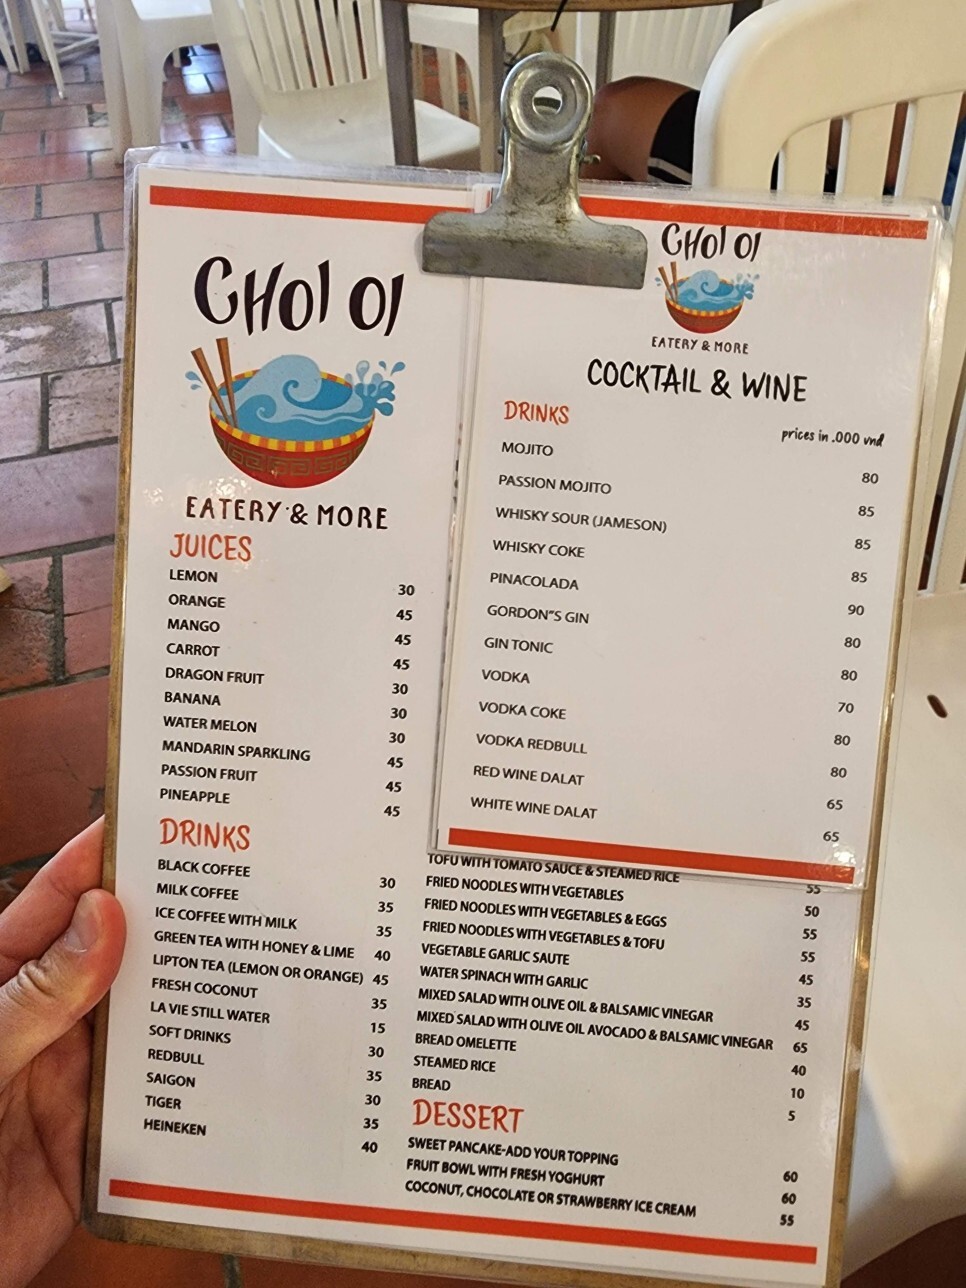 CHOI OI
EATERY & MORE
JUICES
LEMON 30
ORANGE 45
MANGO 45
CARROT 45
DRAGON FRUIT 30
BANANA 30
WATER MELON 30
MANDARIN SPARKLING 45
PASSION FRUIT 45
PINEAPPLE 45
DRINKS
BLACK COFFEE 30
MILK COFFEE 35
ICE COFFEE WITH MILK 35
GREEN TEA WITH HONEY & LIME 40
LIPTON TEA (LEMON OR ORANGE) 45
FRESH COCONUT 35
LA VIE STILL WATER 15
SOFT DRINKS 30
REDBULL 35
SAIGON 30
TIGER 35
HEINEKEN 40
CHOI OI
EATERY & MORE
COCKTAIL & WINE
DRINKS
prices in .000 vnd
MOJITO 80
PASSION MOJITO 85
WHISKY SOUR (JAMESON) 85
WHISKY COKE 85
PINACOLADA 90
GORDON"S GIN 80
GIN TONIC 80
VODKA 70
VODKA COKE 80
VODKA REDBULL 80
RED WINE DALAT 65
WHITE WINE DALAT 65
TOFU WITH TOMATO SAUCE & STEAMED RICE 55
FRIED NOODLES WITH VEGETABLES 50
FRIED NOODLES WITH VEGETABLES & EGGS 55
FRIED NOODLES WITH VEGETABLES & TOFU 55
VEGETABLE GARLIC SAUTE 45
WATER SPINACH WITH GARLIC 35
MIXED SALAD WITH OLIVE OIL & BALSAMIC VINEGAR 45
MIXED SALAD WITH OLIVE OIL AVOCADO & BALSAMIC VINEGAR 65
BREAD OMELETTE 40
STEAMED RICE 10
BREAD 5
DESSERT
SWEET PANCAKE-ADD YOUR TOPPING 60
FRUIT BOWL WITH FRESH YOGHURT 60
COCONUT, CHOCOLATE OR STRAWBERRY ICE CREAM 55